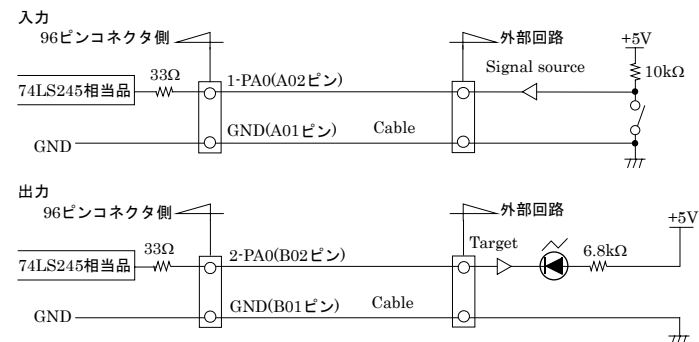 入力
96ピンコネクタ側
外部回路
+5V
33Ω
1-PA0(A02ピン)
Signal source
10kΩ
74LS245相当品
GND(A01ピン)
Cable
GND
出力
96ピンコネクタ側
外部回路
+5V
33Ω
2-PA0(B02ピン)
Target
6.8kΩ
74LS245相当品
GND(B01ピン)
Cable
GND